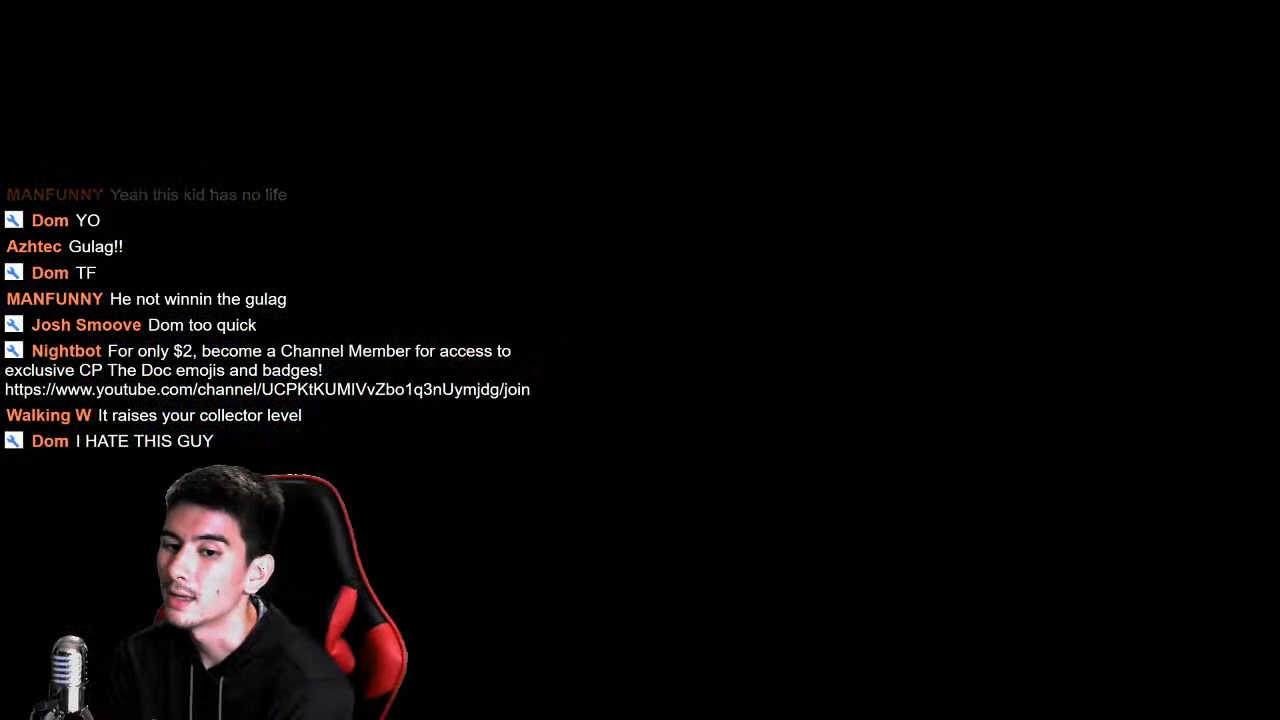 MANFUNNY Yeah this kid has no life
Dom YO
Azhtec Gulag!!
Dom TF
MANFUNNY He not winnin the gulag
Josh Smoove Dom too quick
Nightbot For only $2, become a Channel Member for access to
exclusive CP The Doc emojis and badges!
https://www.youtube.com/channel/UCPKtKUMIVvZbo1q3nUymjdg/join
Walking W It raises your collector level
Dom I HATE THIS GUY